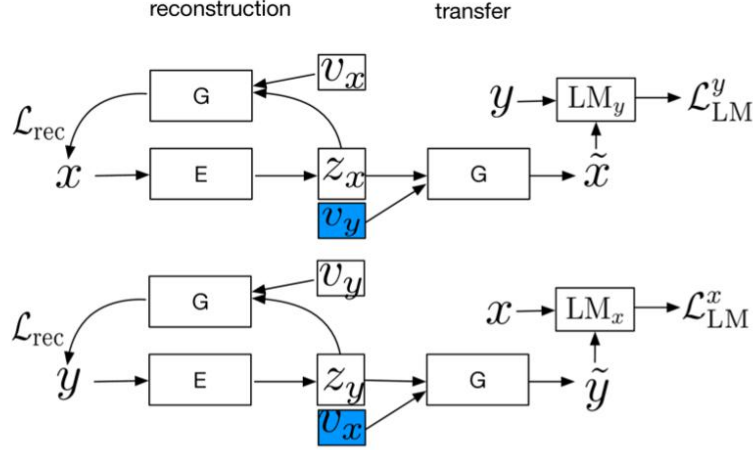 reconstruction transfer
G v_x
y LM_y ℒ^y_LM
ℒ_rec
x E z_x G x̃
v_y
G v_y
x LM_x ℒ^x_LM
ℒ_rec
y E z_y G ỹ
v_x